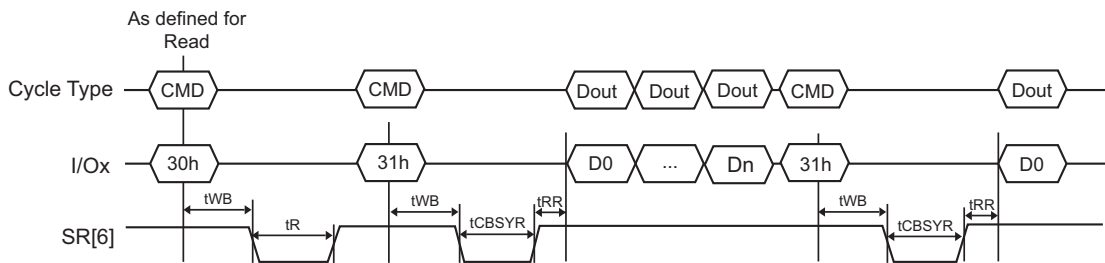 As defined for
Read
Cycle Type CMD CMD Dout Dout Dout CMD Dout
I/Ox 30h 31h D0 ... Dn 31h D0
tWB tR tWB tCBSYR tRR tWB tCBSYR tRR
SR[6]